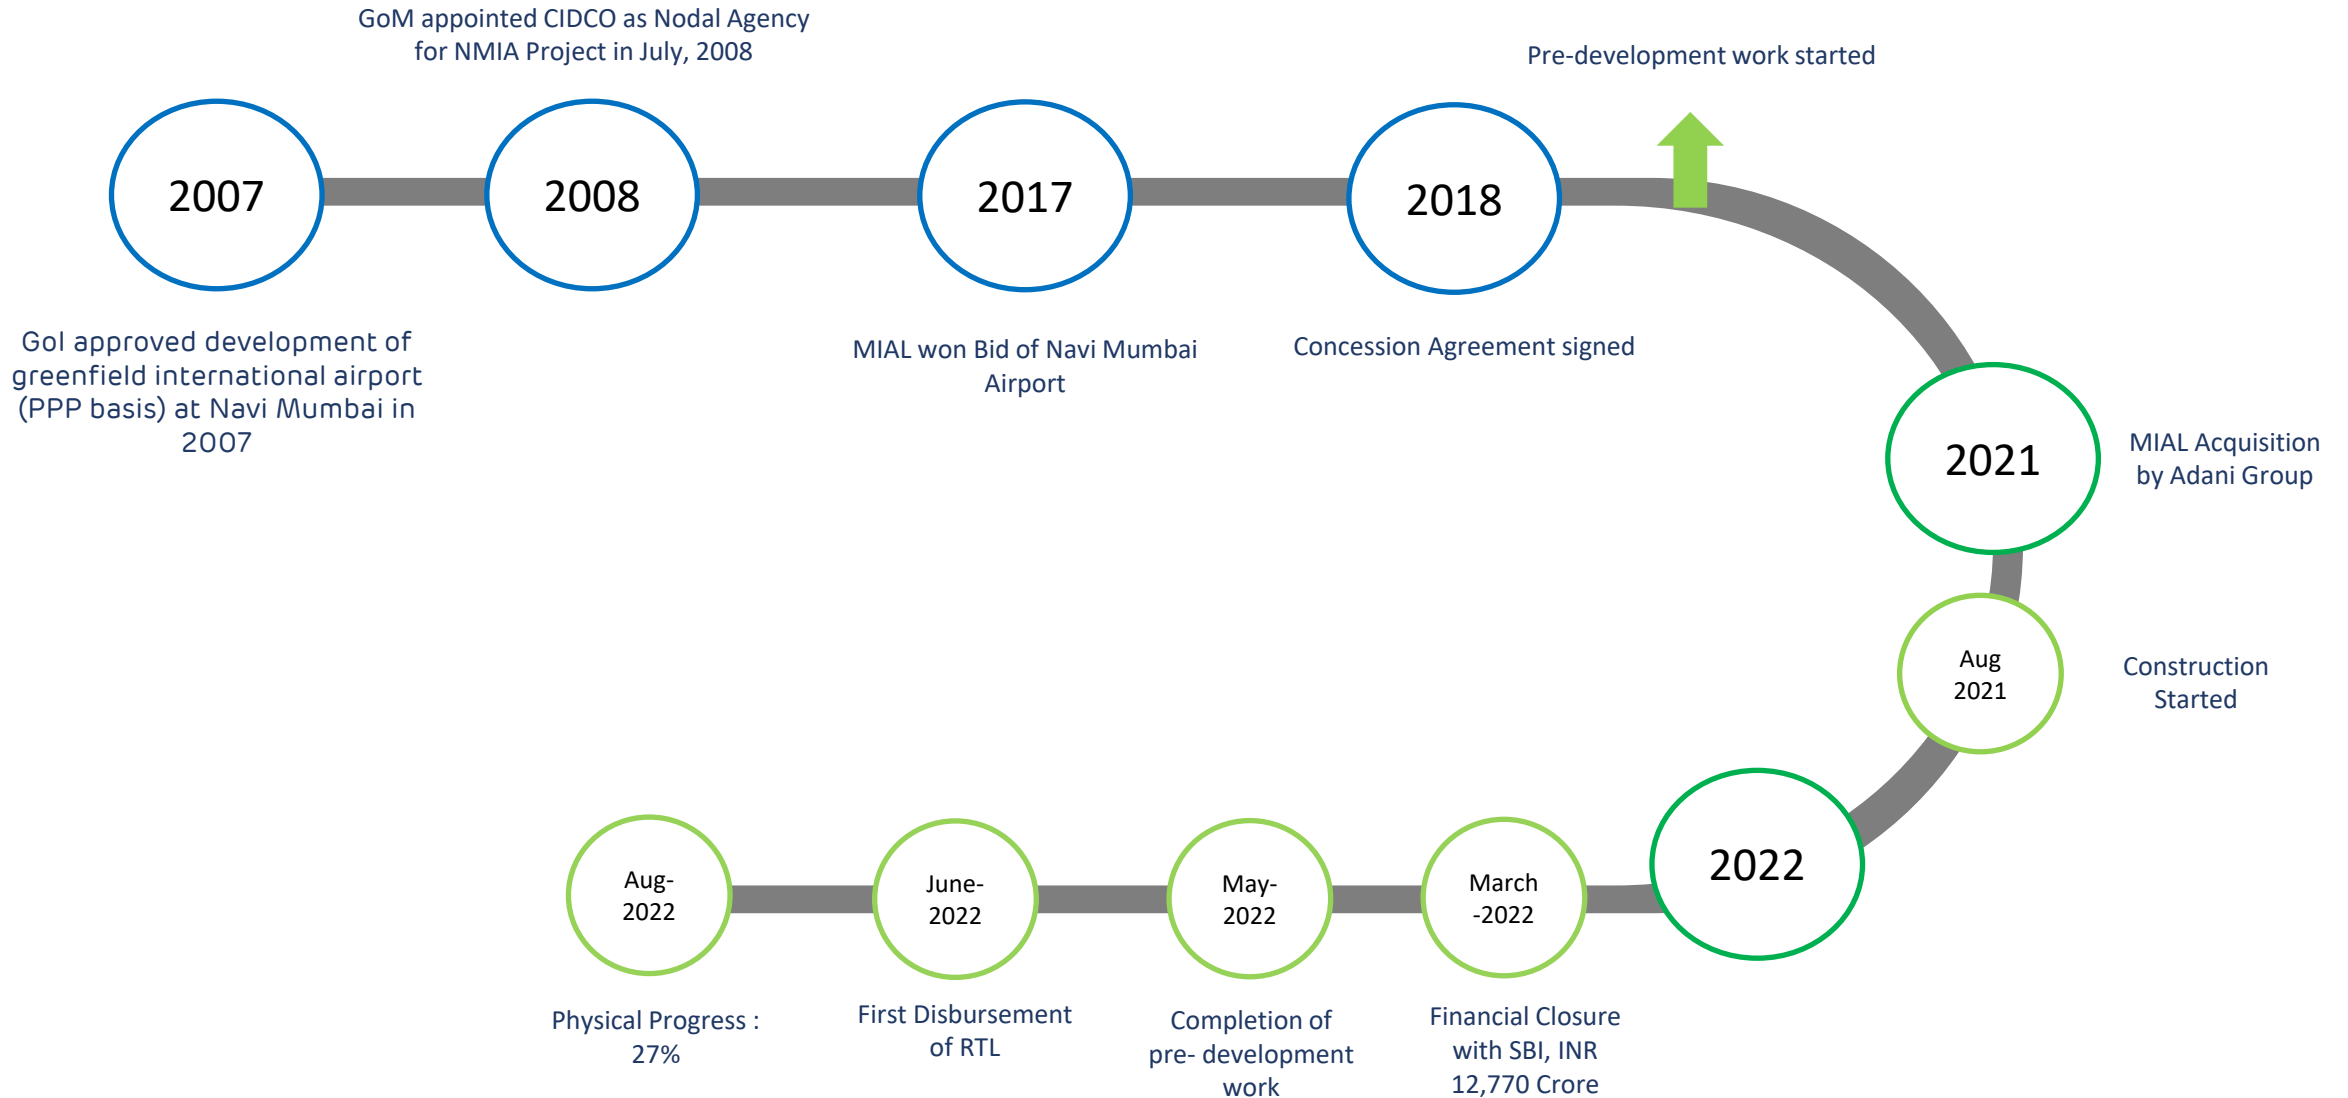 GoM appointed CIDCO as Nodal Agency
for NMIA Project in July, 2008
Pre-development work started
2007
2008
2017
2018
GoI approved development of
greenfield international airport
(PPP basis) at Navi Mumbai in
2007
MIAL won Bid of Navi Mumbai
Airport
Concession Agreement signed
2021
MIAL Acquisition
by Adani Group
Aug
2021
Construction
Started
2022
March
-2022
May-
2022
June-
2022
Aug-
2022
Financial Closure
with SBI, INR
12,770 Crore
Completion of
pre- development
work
First Disbursement
of RTL
Physical Progress :
27%